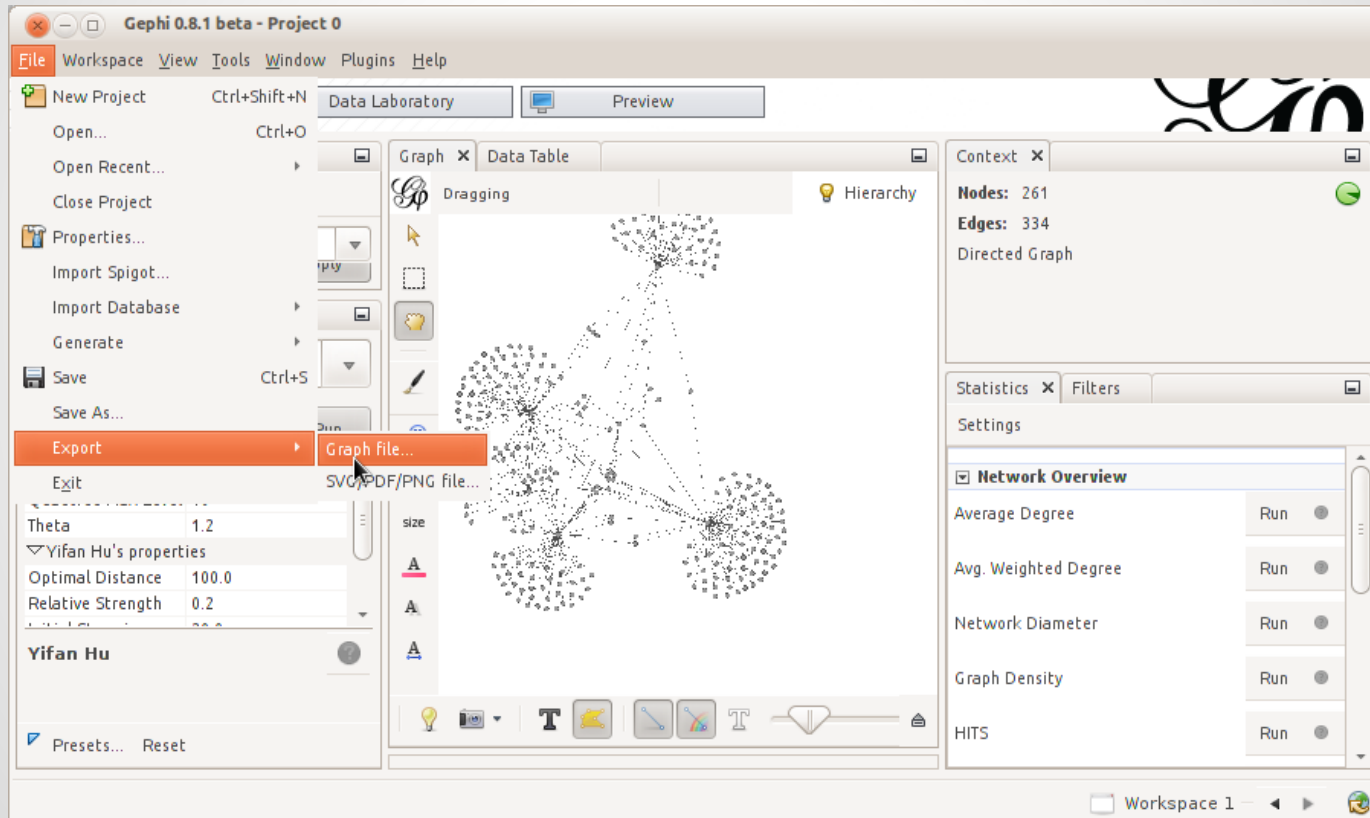 Gephi 0.8.1 beta - Project 0
File Workspace View Tools Window Plugins Help
New Project Ctrl+Shift+N
Open... Ctrl+O
Open Recent...
Close Project
Properties...
Import Spigot...
Import Database
Generate
Save Ctrl+S
Save As...
Export
Exit
Graph file...
SVG/PDF/PNG file...
Data Laboratory
Preview
Run
Theta 1.2
Yifan Hu's properties
Optimal Distance 100.0
Relative Strength 0.2
Yifan Hu
Presets... Reset
Graph Data Table
Dragging
Hierarchy
size
A
A
A
T
T
Context
Nodes: 261
Edges: 334
Directed Graph
Statistics Filters
Settings
Network Overview
Average Degree Run
Avg. Weighted Degree Run
Network Diameter Run
Graph Density Run
HITS Run
Workspace 1